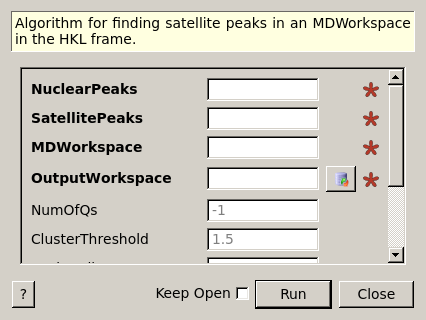 Algorithm for finding satellite peaks in an MDWorkspace
in the HKL frame.
NuclearPeaks
SatellitePeaks
MDWorkspace
OutputWorkspace
NumOfQs -1
ClusterThreshold 1.5
? Keep Open Run Close